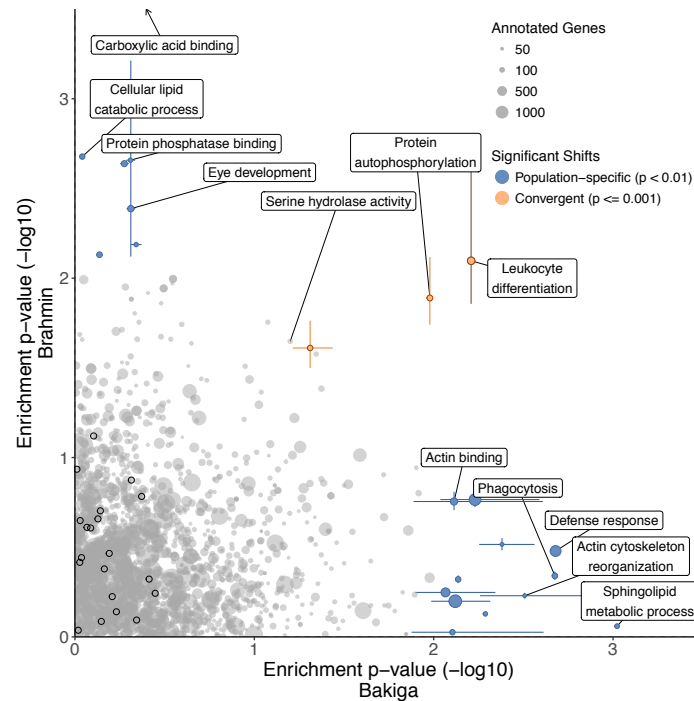 Carboxylic acid binding
Cellular lipid
catabolic process
Protein phosphatase binding
Eye development
Serine hydrolase activity
Protein
autophosphorylation
Leukocyte
differentiation
Actin binding
Phagocytosis
Defense response
Actin cytoskeleton
reorganization
Sphingolipid
metabolic process
Annotated Genes
50
100
500
1000
Significant Shifts
Population-specific (p < 0.01)
Convergent (p <= 0.001)
3
2
1
0
0
1
2
3
Enrichment p-value (-log10)
Brahmin
Enrichment p-value (-log10)
Bakiga